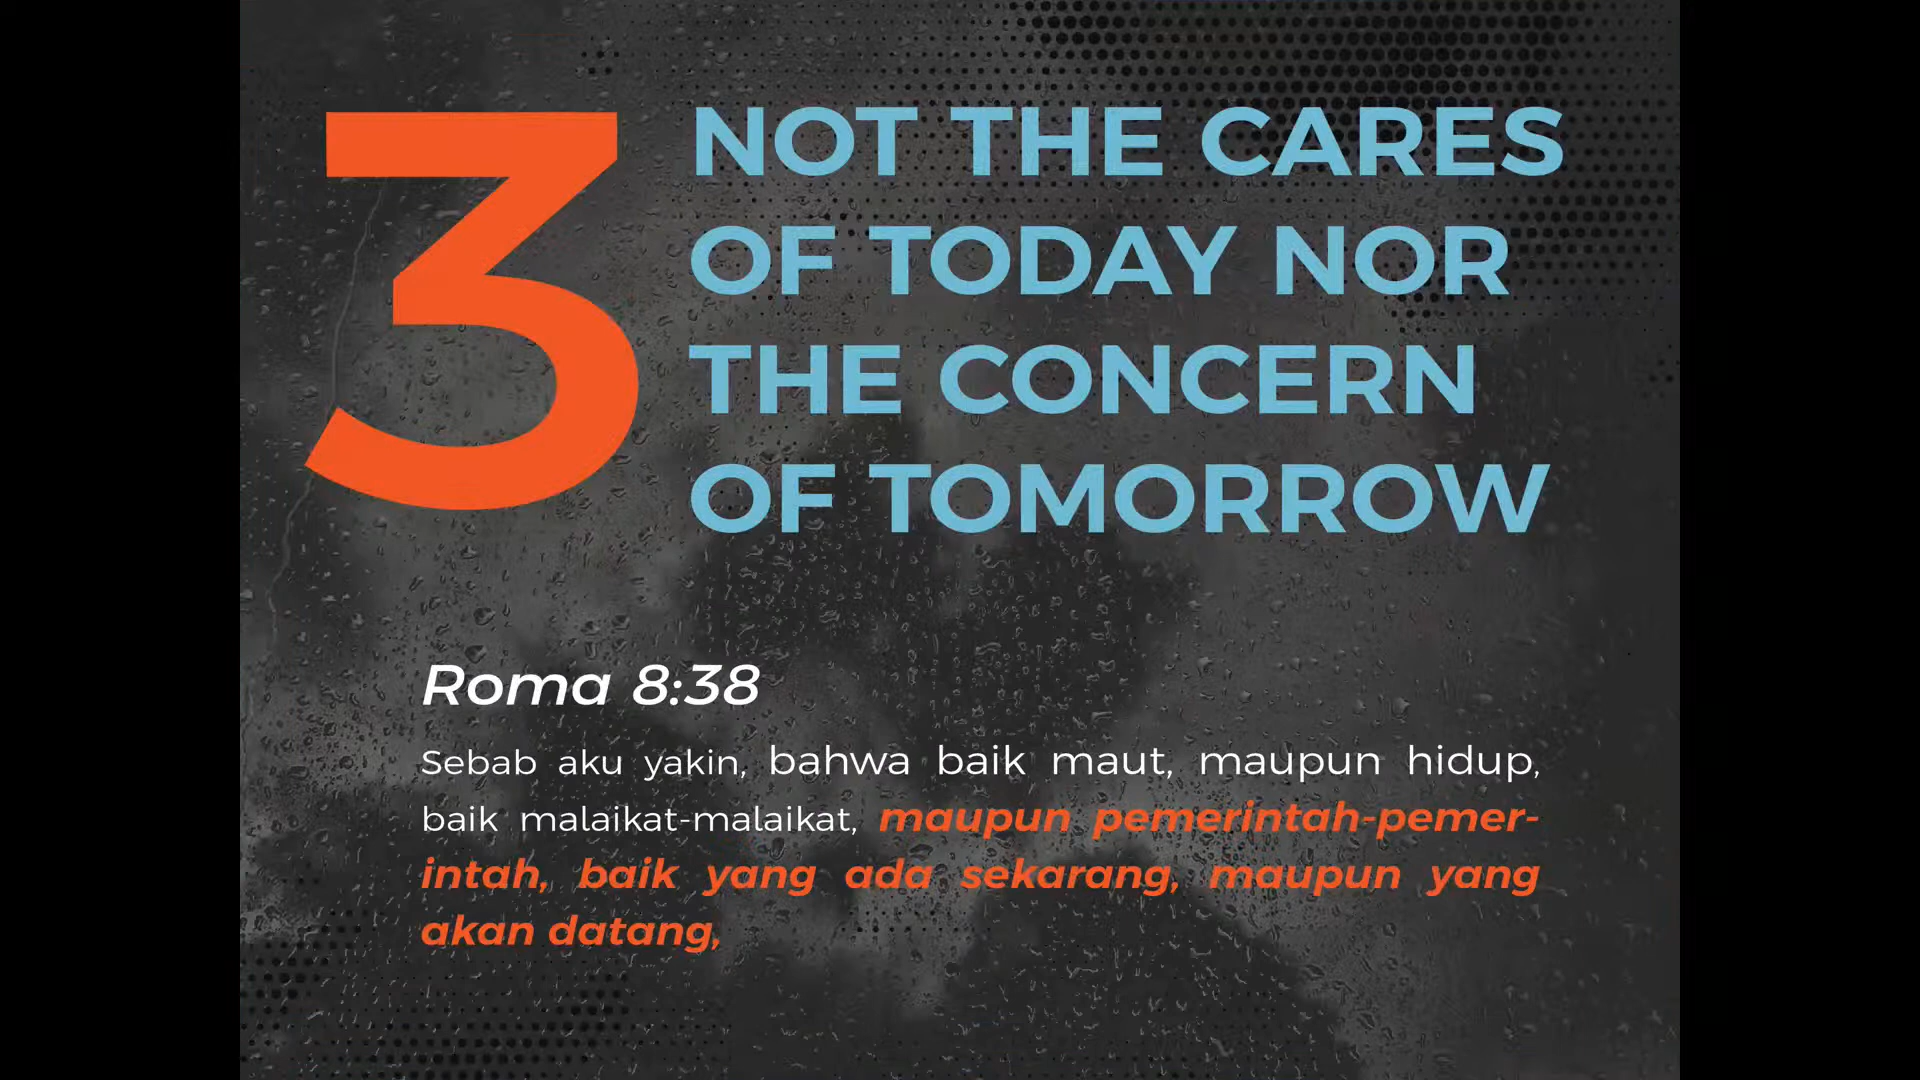 3
NOT THE CARES
OF TODAY NOR
THE CONCERN
OF TOMORROW
Roma 8:38
Sebab aku yakin, bahwa baik maut, maupun hidup,
baik malaikat-malaikat, maupun pemerintah-pemer-
intah, baik yang ada sekarang, maupun yang
akan datang,